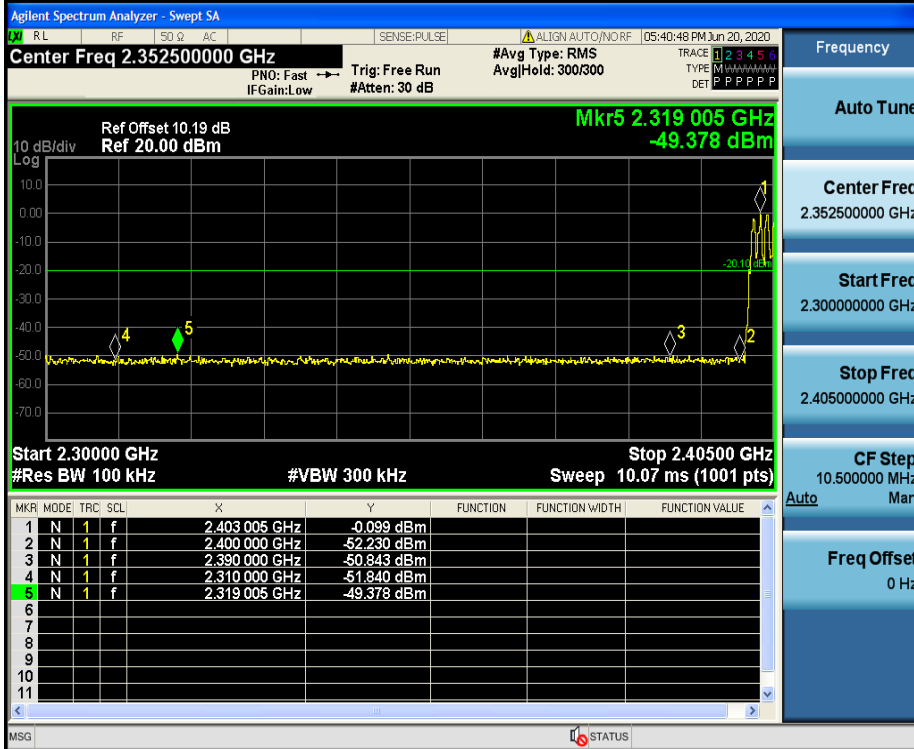 Agilent Spectrum Analyzer - Swept SA
LXI RL RF 50 Ω AC SENSE:PULSE ALIGN AUTO/NO RF 05:40:48 PM Jun 20, 2020
Center Freq 2.352500000 GHz
PNO: Fast
IFGain:Low
Trig: Free Run
#Atten: 30 dB
#Avg Type: RMS
Avg|Hold: 300/300
TRACE 1 2 3 4 5 6
TYPE M WWWWW
DET P P P P P P
Mkr5 2.319 005 GHz
-49.378 dBm
10 dB/div
Log
Ref Offset 10.19 dB
Ref 20.00 dBm
10.0
0.00
-10.0
-20.0
-30.0
-40.0
-50.0
-60.0
-70.0
-20.10 dBm
1
2
3
4
5
Start 2.30000 GHz Stop 2.40500 GHz
#Res BW 100 kHz #VBW 300 kHz Sweep 10.07 ms (1001 pts)
MKR MODE TRC SCL X Y FUNCTION FUNCTION WIDTH FUNCTION VALUE
1 N 1 f 2.403 005 GHz -0.099 dBm
2 N 1 f 2.400 000 GHz -52.230 dBm
3 N 1 f 2.390 000 GHz -50.843 dBm
4 N 1 f 2.310 000 GHz -51.840 dBm
5 N 1 f 2.319 005 GHz -49.378 dBm
6
7
8
9
10
11
MSG STATUS
Frequency
Auto Tune
Center Freq
2.352500000 GHz
Start Freq
2.300000000 GHz
Stop Freq
2.405000000 GHz
CF Step
10.500000 MHz
Auto Man
Freq Offset
0 Hz